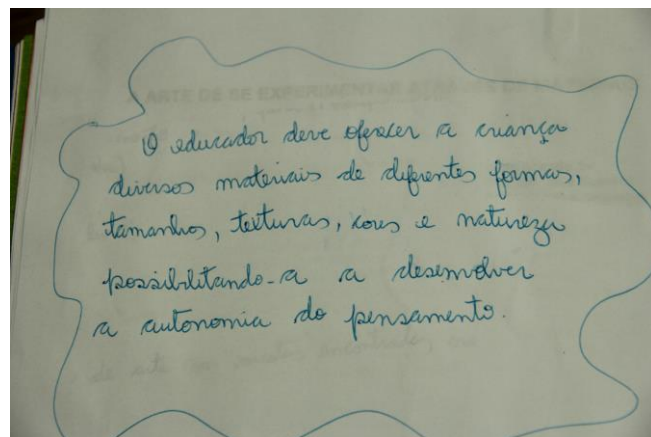 O educador deve oferecer a criança
diversos materiais de diferentes formas,
tamanhos, texturas, cores e natureza
possibilitando-a a desenvolver
a autonomia do pensamento.